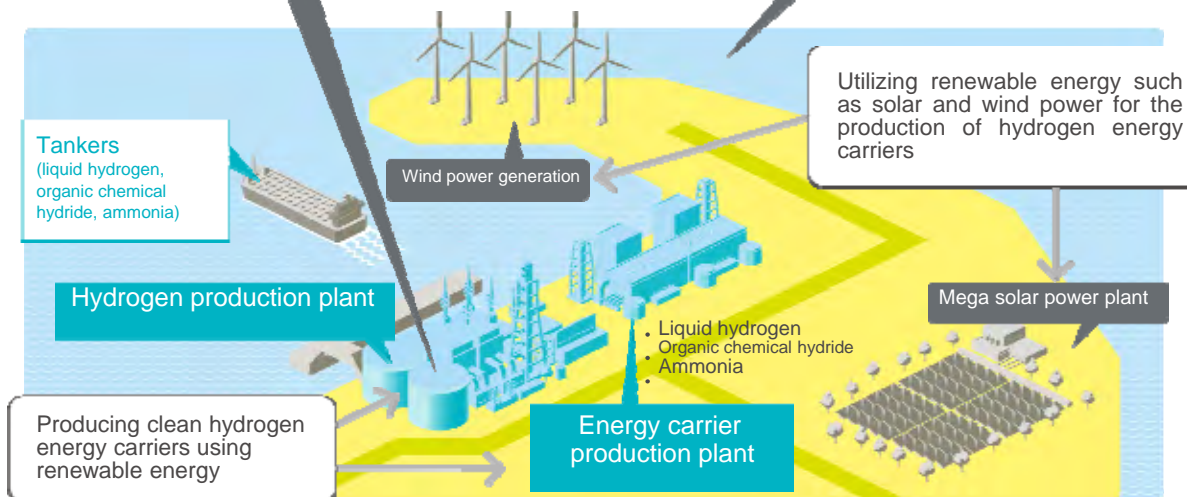 Utilizing renewable energy such
as solar and wind power for the
production of hydrogen energy
carriers
Tankers
(liquid hydrogen,
organic chemical
hydride, ammonia)
Wind power generation
Hydrogen production plant
Mega solar power plant
· Liquid hydrogen
Organic chemical hydride
· Ammonia
·
Producing clean hydrogen
energy carriers using
renewable energy
Energy carrier
production plant